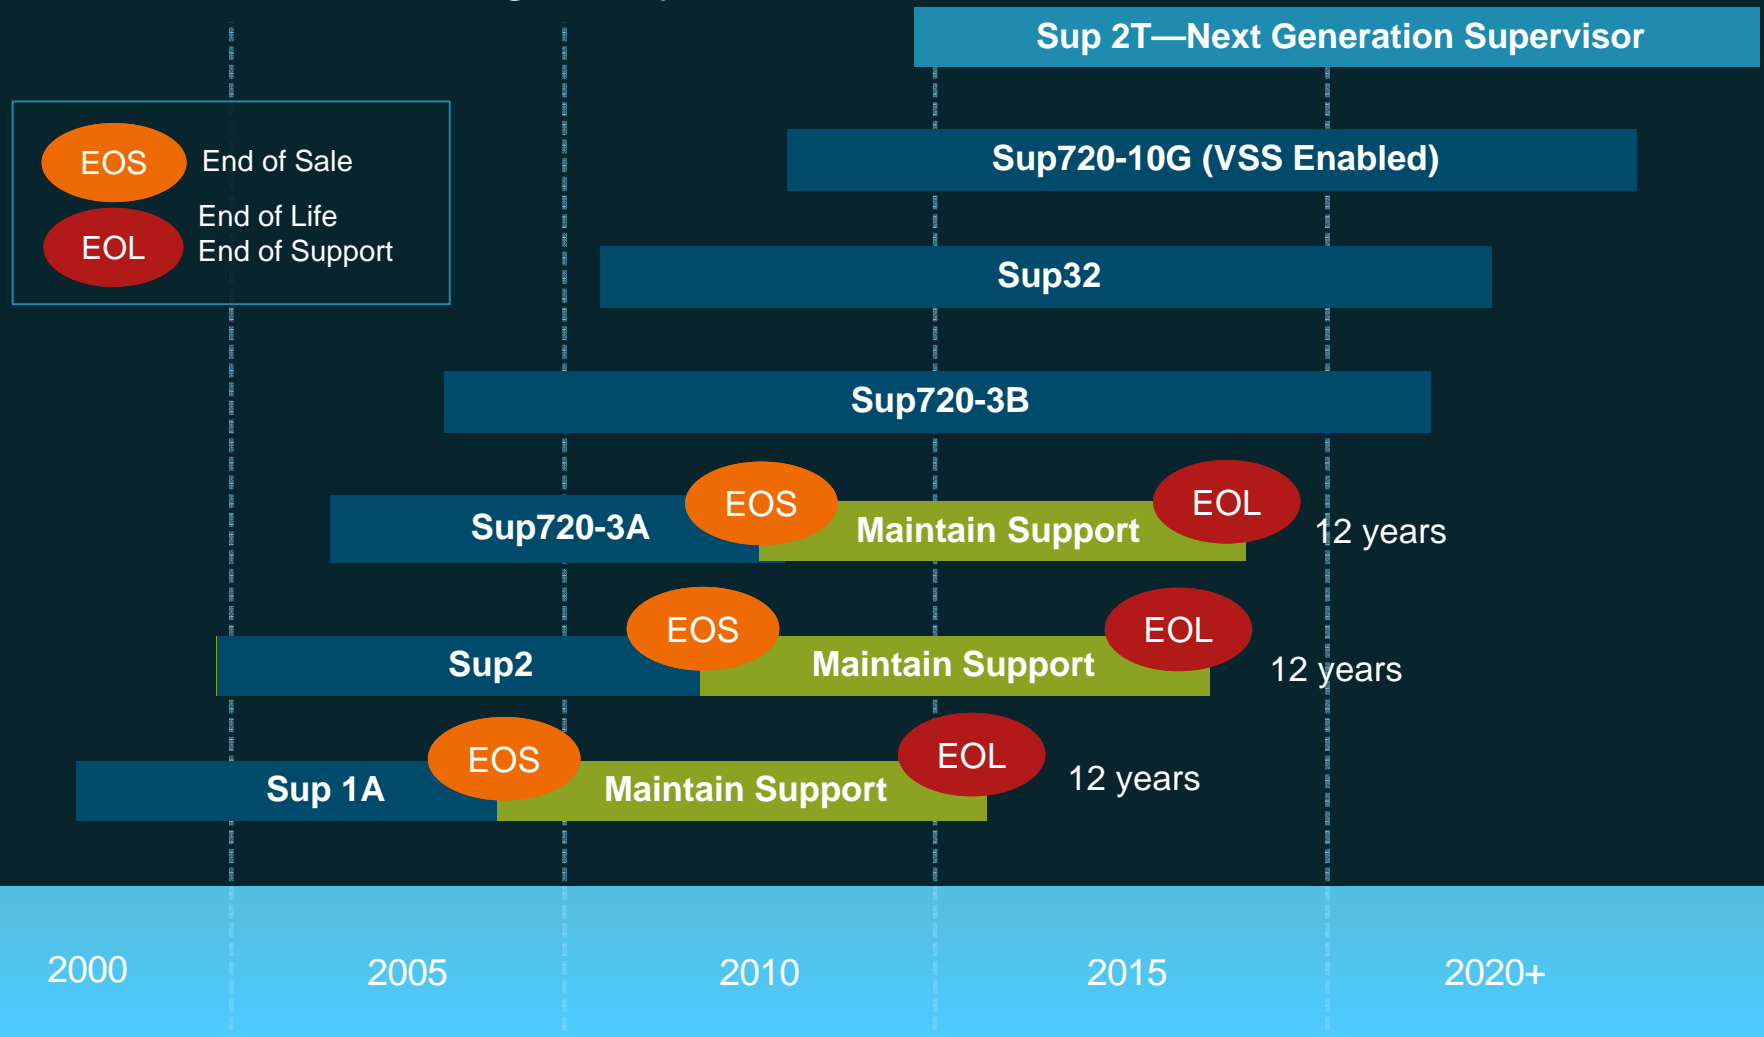 Sup 2T—Next Generation Supervisor
EOS
End of Sale
EOL
End of Life
End of Support
Sup720-10G (VSS Enabled)
Sup32
Sup720-3B
Sup720-3A
EOS
Maintain Support
EOL
12 years
Sup2
EOS
Maintain Support
EOL
12 years
Sup 1A
EOS
Maintain Support
EOL
12 years
2000
2005
2010
2015
2020+